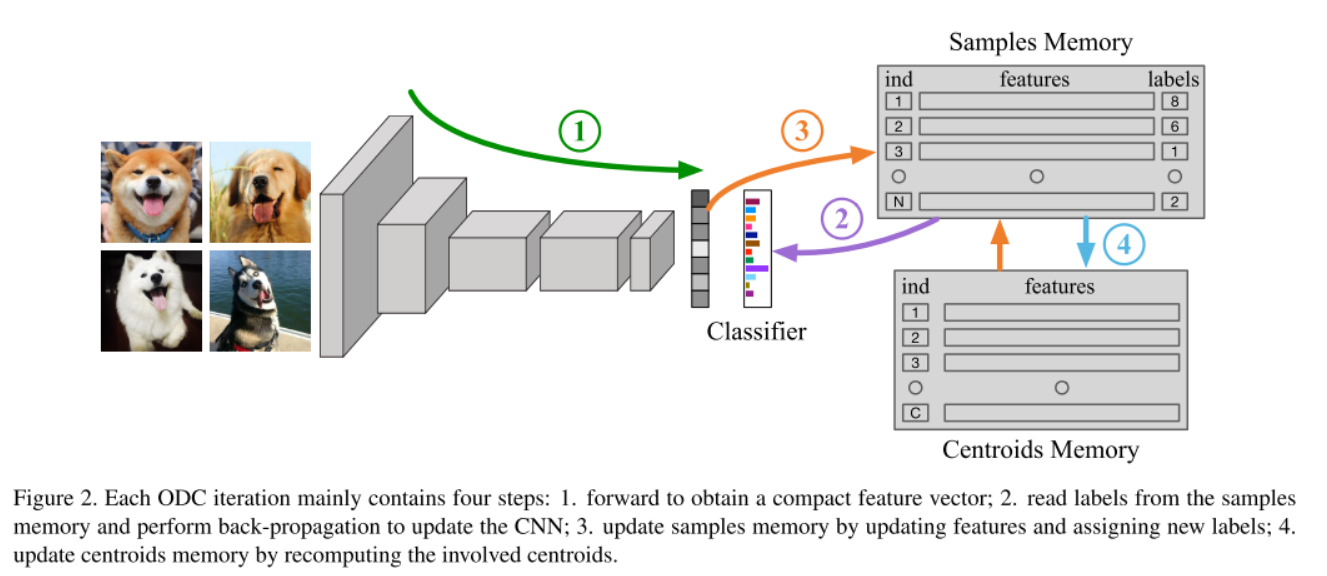 Samples Memory
ind features labels
1 8
2 6
3 1
N 2
1
3
2
4
Classifier
ind features
1
2
3
C
Centroids Memory
Figure 2. Each ODC iteration mainly contains four steps: 1. forward to obtain a compact feature vector; 2. read labels from the samples
memory and perform back-propagation to update the CNN; 3. update samples memory by updating features and assigning new labels; 4.
update centroids memory by recomputing the involved centroids.